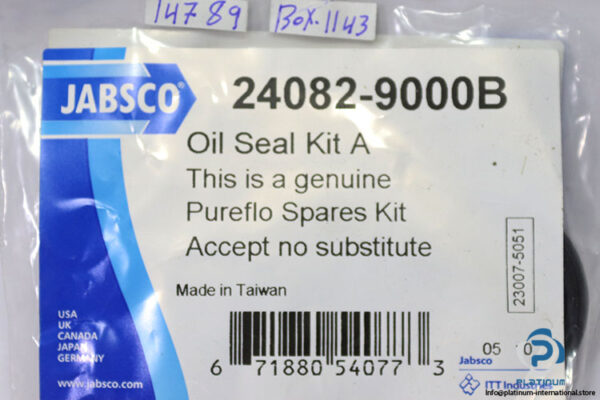 14789
Box-1143
JABSCO
24082-9000B
Oil Seal Kit A
This is a genuine
Pureflo Spares Kit
Accept no substitute
23007-5051
Made in Taiwan
USA
UK
CANADA
JAPAN
GERMANY
www.jabsco.com
6 71880 54077 3
05
Jabsco
ITT Industries
PLATINUM
info@platinum-international.store